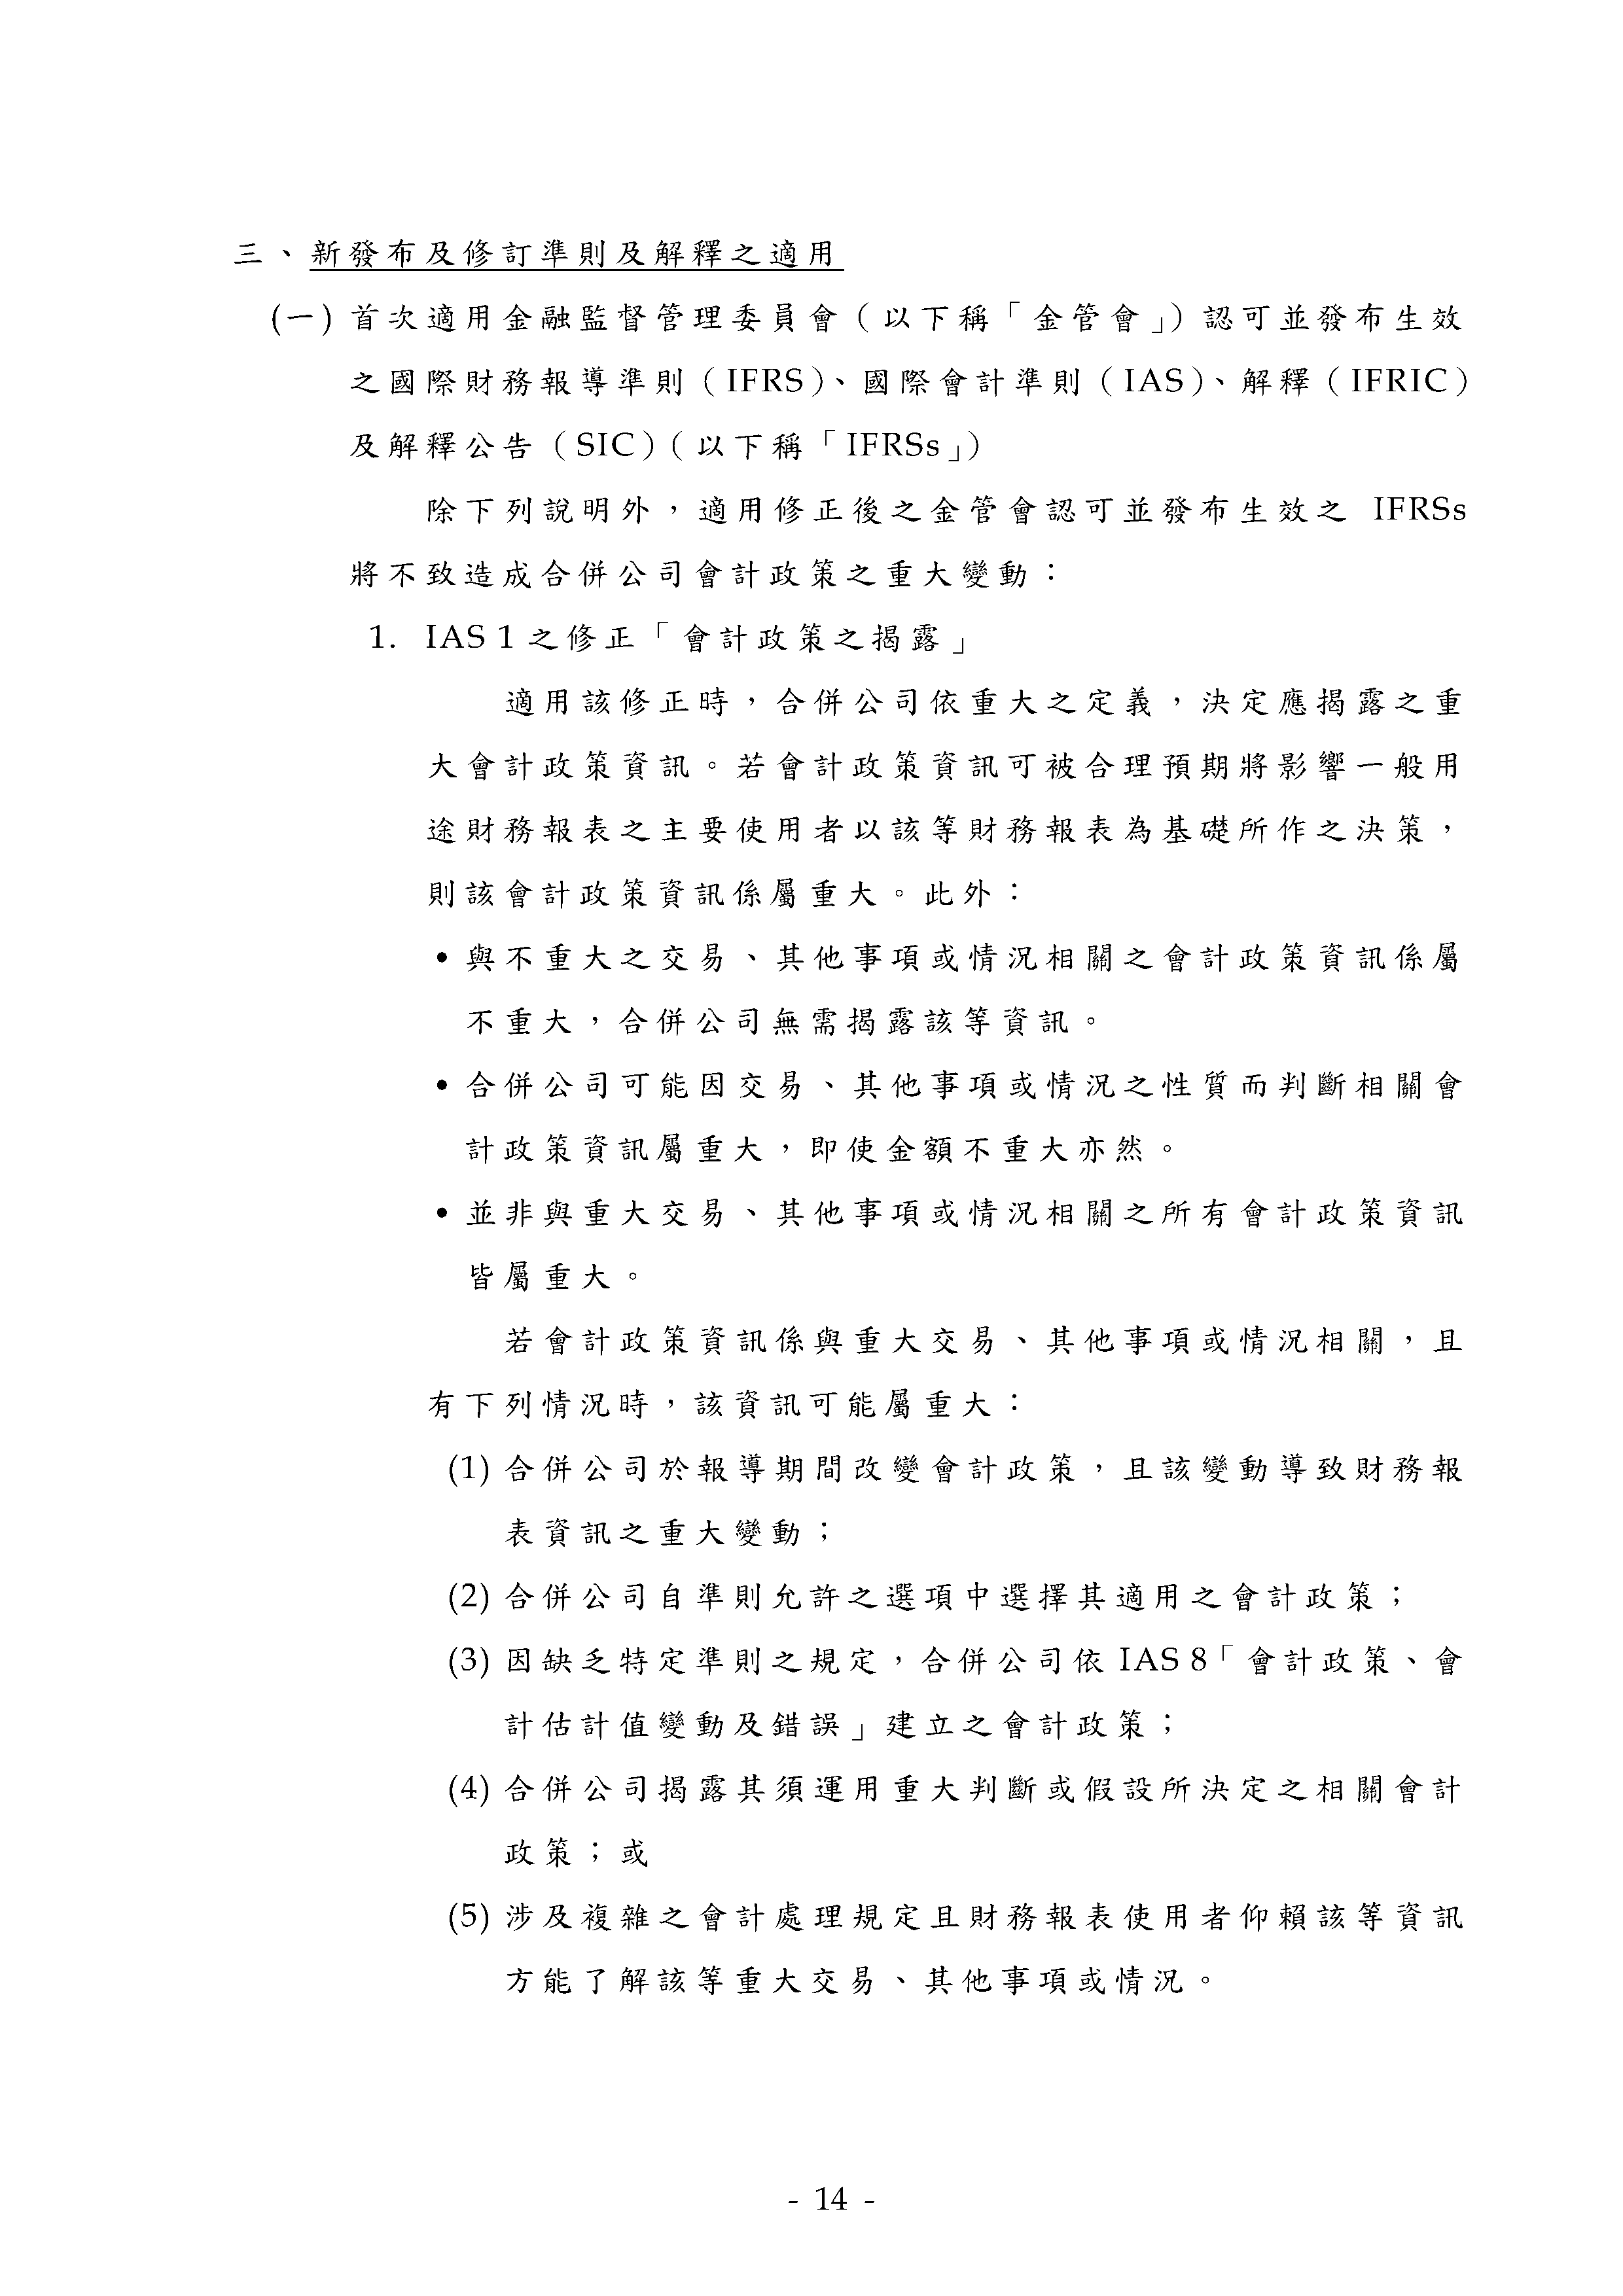 三、新發布及修訂準則及解釋之適用
(一) 首次適用金融監督管理委員會（以下稱「金管會」）認可並發布生效
之國際財務報導準則（IFRS）、國際會計準則（IAS）、解釋（IFRIC）
及解釋公告（SIC）（以下稱「IFRSs」）
除下列說明外，適用修正後之金管會認可並發布生效之 IFRSs
將不致造成合併公司會計政策之重大變動：
1. IAS 1 之修正「會計政策之揭露」
適用該修正時，合併公司依重大之定義，決定應揭露之重
大會計政策資訊。若會計政策資訊可被合理預期將影響一般用
途財務報表之主要使用者以該等財務報表為基礎所作之決策，
則該會計政策資訊係屬重大。此外：
• 與不重大之交易、其他事項或情況相關之會計政策資訊係屬
不重大，合併公司無需揭露該等資訊。
• 合併公司可能因交易、其他事項或情況之性質而判斷相關會
計政策資訊屬重大，即使金額不重大亦然。
• 並非與重大交易、其他事項或情況相關之所有會計政策資訊
皆屬重大。
若會計政策資訊係與重大交易、其他事項或情況相關，且
有下列情況時，該資訊可能屬重大：
(1) 合併公司於報導期間改變會計政策，且該變動導致財務報
表資訊之重大變動；
(2) 合併公司自準則允許之選項中選擇其適用之會計政策；
(3) 因缺乏特定準則之規定，合併公司依 IAS 8「會計政策、會
計估計值變動及錯誤」建立之會計政策；
(4) 合併公司揭露其須運用重大判斷或假設所決定之相關會計
政策；或
(5) 涉及複雜之會計處理規定且財務報表使用者仰賴該等資訊
方能了解該等重大交易、其他事項或情況。
- 14 -